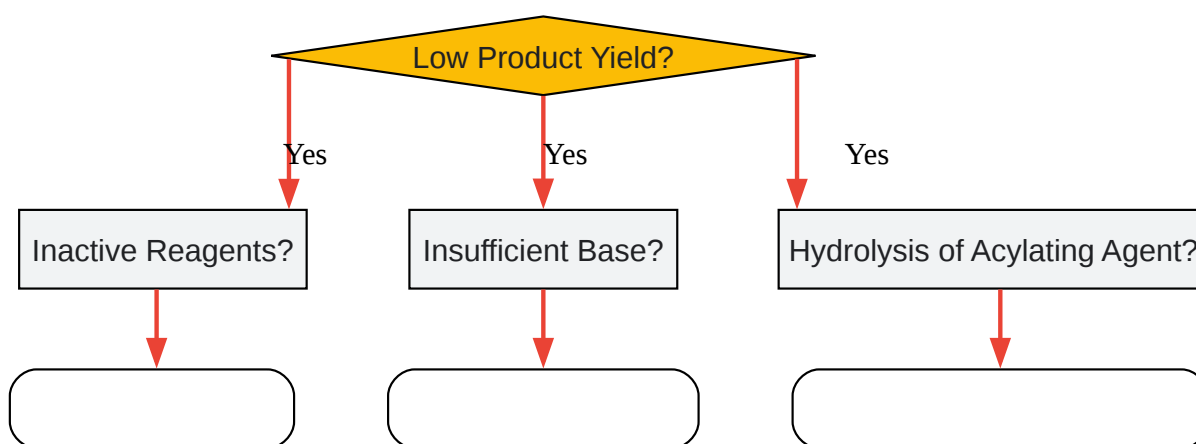 Low Product Yield?
Yes
Yes
Yes
Inactive Reagents?
Insufficient Base?
Hydrolysis of Acylating Agent?